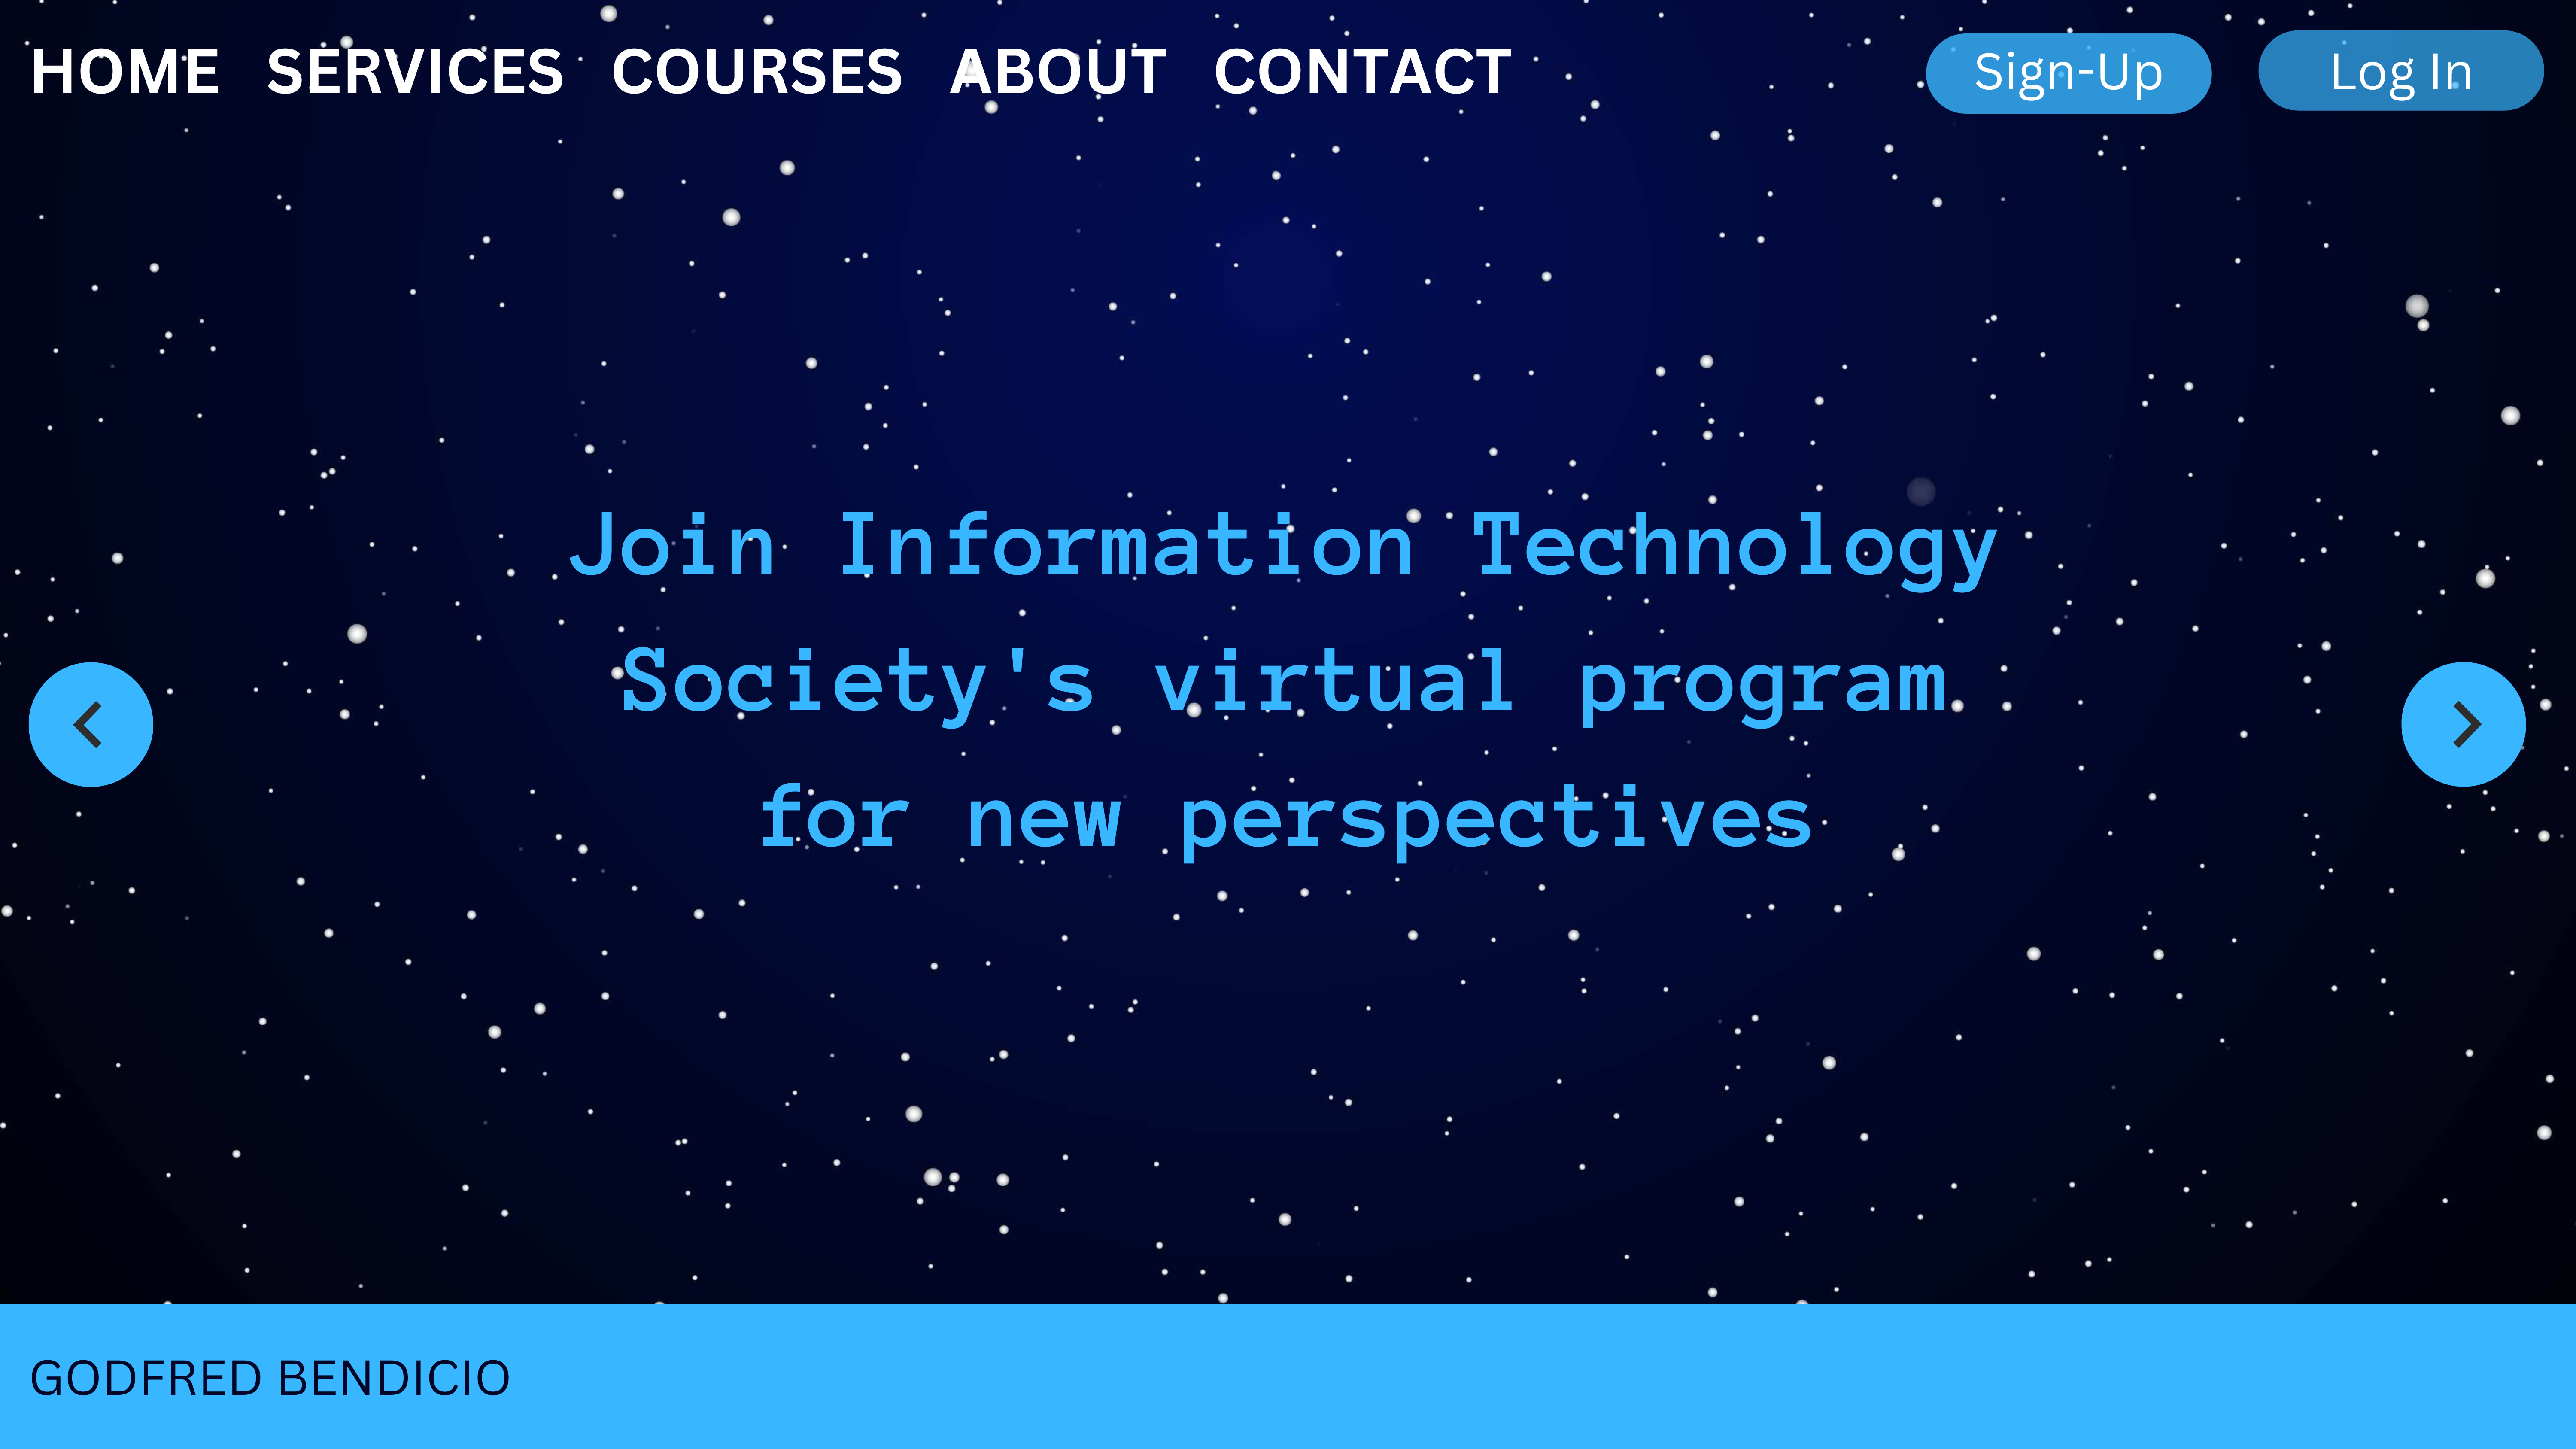 HOME SERVICES COURSES ABOUT CONTACT Sign-Up Log In
Join Information Technology
Society's virtual program
for new perspectives
GODFRED BENDICIO